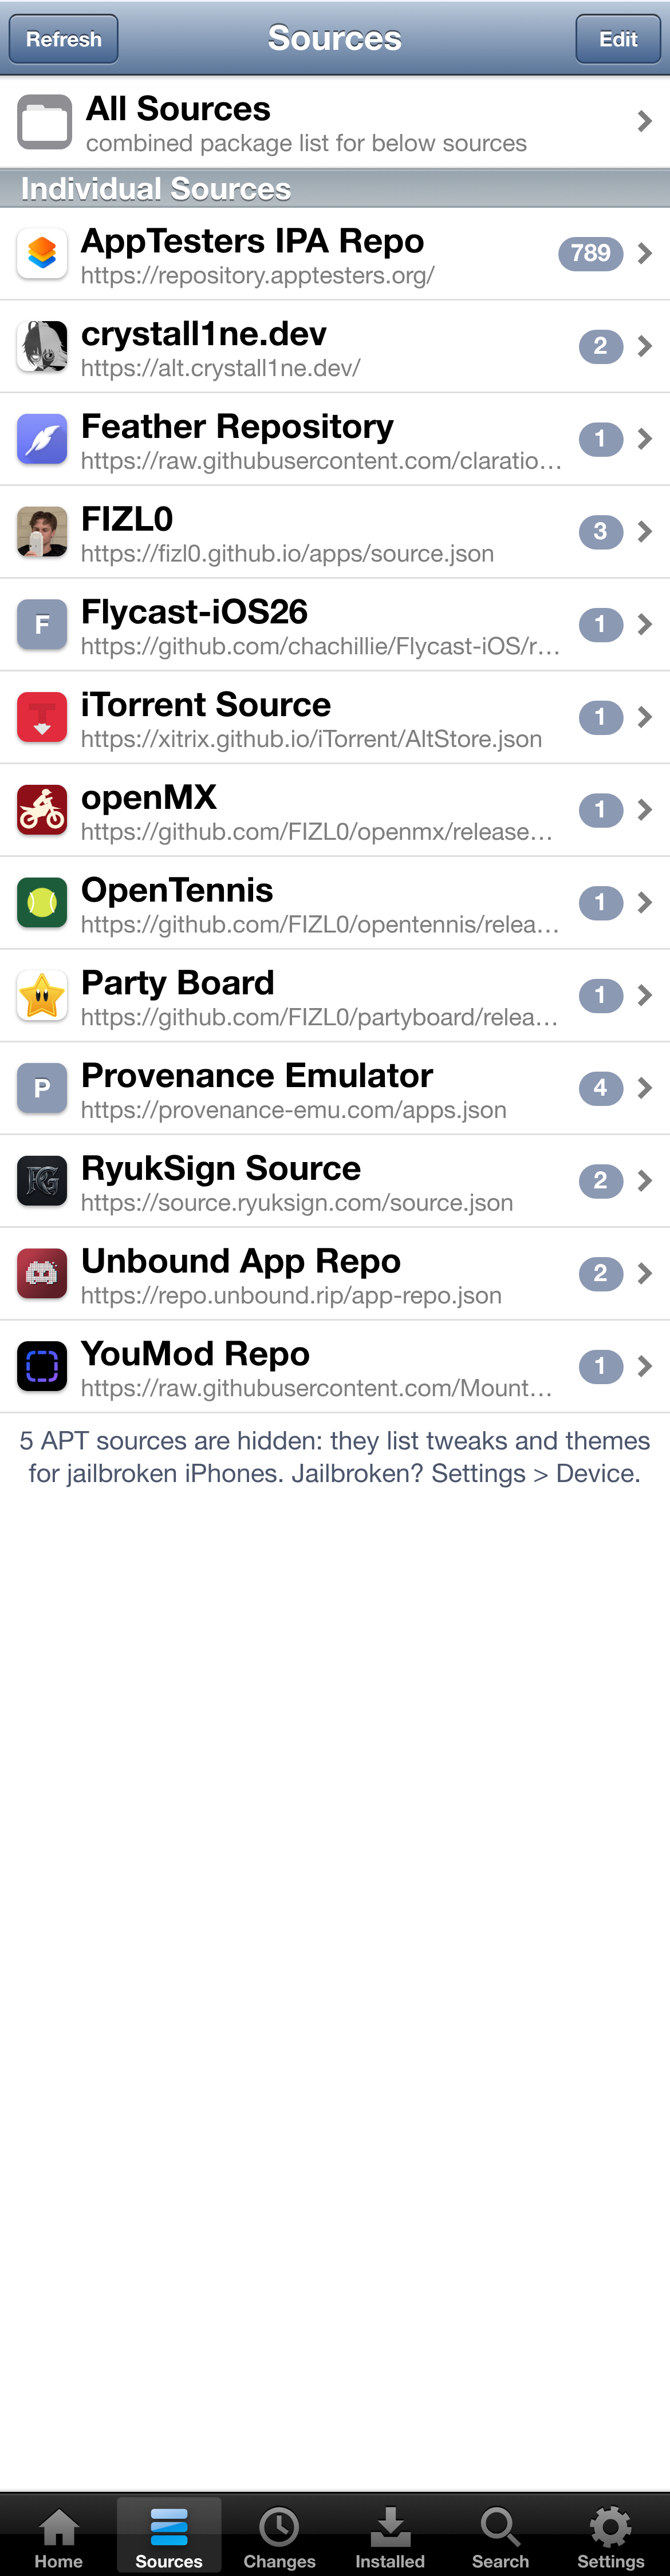 Refresh
Sources
Edit
All Sources
combined package list for below sources
Individual Sources
AppTesters IPA Repo
https://repository.apptesters.org/
789
crystall1ne.dev
https://alt.crystall1ne.dev/
2
Feather Repository
https://raw.githubusercontent.com/claratio...
1
FIZL0
https://fizl0.github.io/apps/source.json
3
F
Flycast-iOS26
https://github.com/chachillie/Flycast-iOS/r...
1
iTorrent Source
https://xitrix.github.io/iTorrent/AltStore.json
1
openMX
https://github.com/FIZL0/openmx/release...
1
OpenTennis
https://github.com/FIZL0/opentennis/relea...
1
Party Board
https://github.com/FIZL0/partyboard/relea...
1
P
Provenance Emulator
https://provenance-emu.com/apps.json
4
RyukSign Source
https://source.ryuksign.com/source.json
2
Unbound App Repo
https://repo.unbound.rip/app-repo.json
2
YouMod Repo
https://raw.githubusercontent.com/Mount...
1
5 APT sources are hidden: they list tweaks and themes
for jailbroken iPhones. Jailbroken? Settings > Device.
Home
Sources
Changes
Installed
Search
Settings